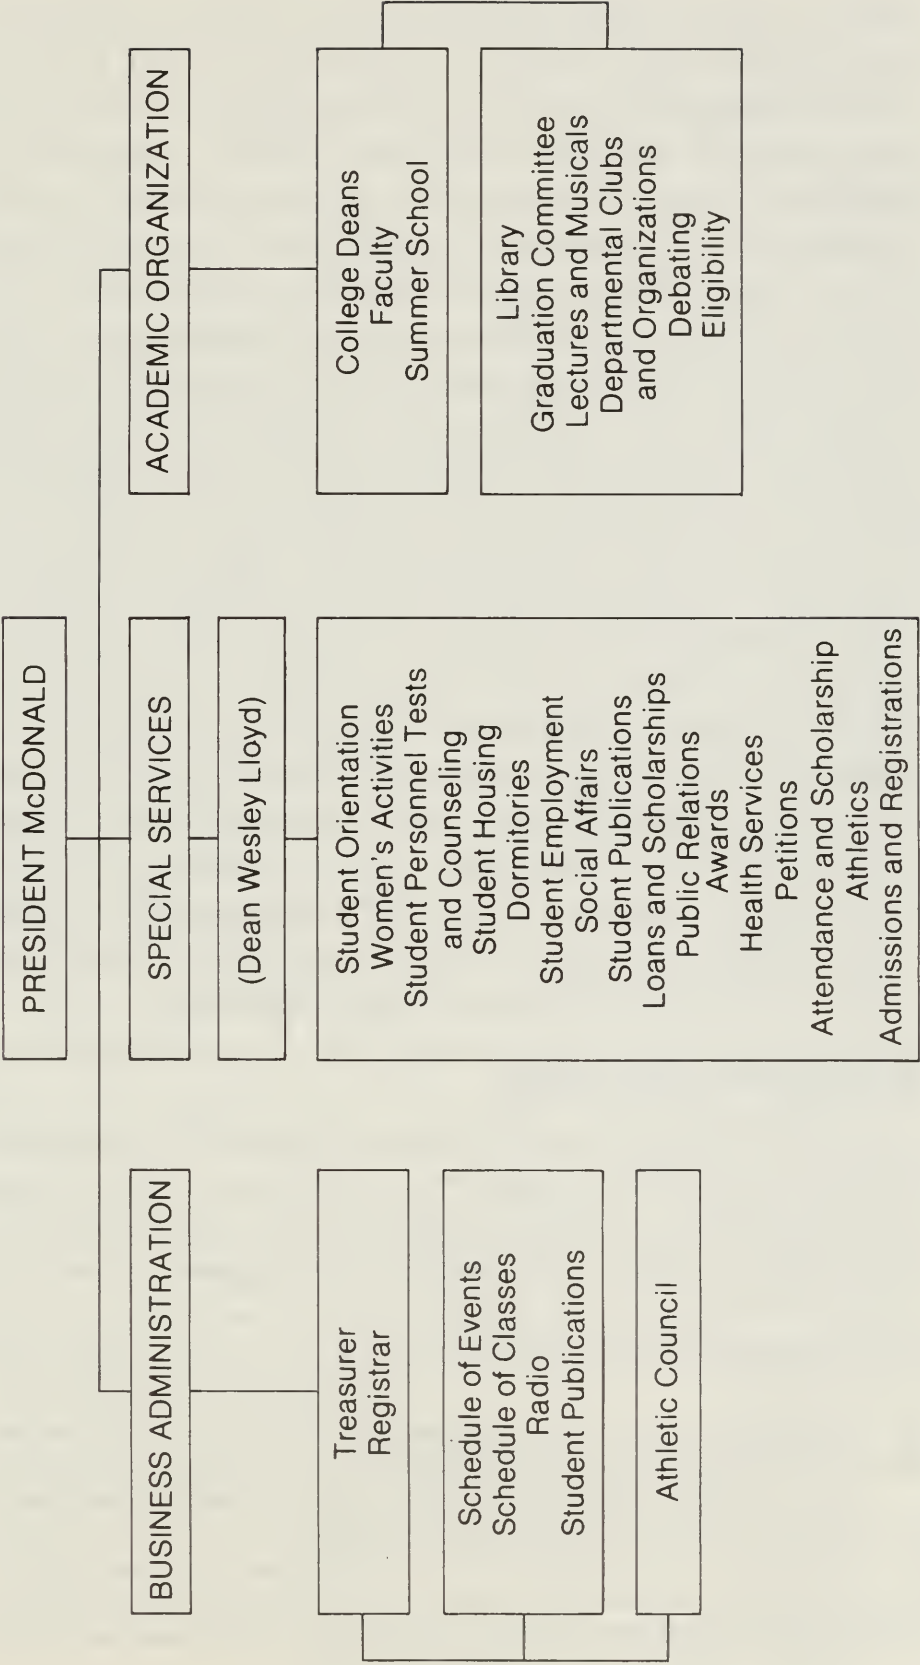 PRESIDENT McDONALD
BUSINESS ADMINISTRATION
Treasurer
Registrar
Schedule of Events
Schedule of Classes
Radio
Student Publications
Athletic Council
SPECIAL SERVICES
(Dean Wesley Lloyd)
Student Orientation
Women's Activities
Student Personnel Tests
and Counseling
Student Housing
Dormitories
Student Employment
Social Affairs
Student Publications
Loans and Scholarships
Public Relations
Awards
Health Services
Petitions
Attendance and Scholarship
Athletics
Admissions and Registrations
ACADEMIC ORGANIZATION
College Deans
Faculty
Summer School
Library
Graduation Committee
Lectures and Musicals
Departmental Clubs
and Organizations
Debating
Eligibility